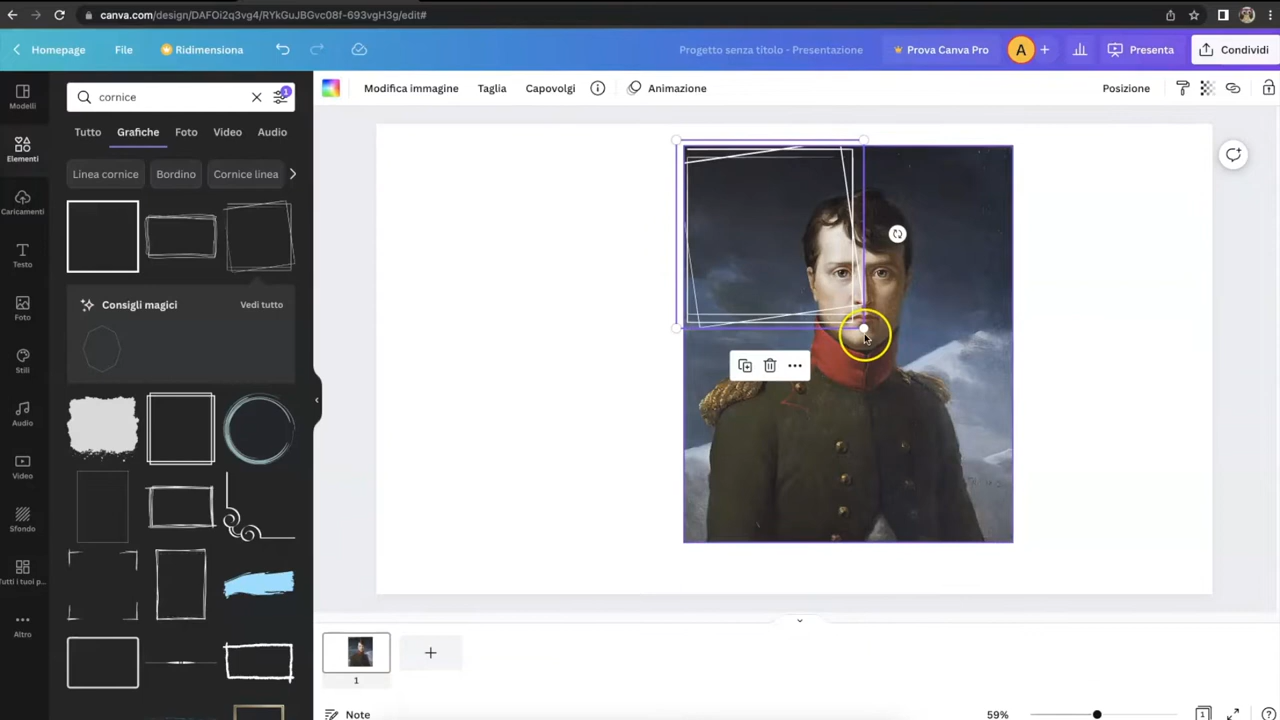 canva.com/design/DAFOi2q3vg4/RYkGuJBGvc08f-693vgH3g/edit#
Homepage File Ridimensiona Progetto senza titolo - Presentazione Prova Canva Pro A Presenta Condividi
Modelli
Elementi
Caricamenti
Testo
Foto
Stili
Audio
Video
Sfondo
Tutti i tuoi p...
Altro
cornice 1
Tutto Grafiche Foto Video Audio
Linea cornice Bordino Cornice linea
Consigli magici Vedi tutto
Modifica immagine Taglia Capovolgi Animazione Posizione
1
Note 59% 1